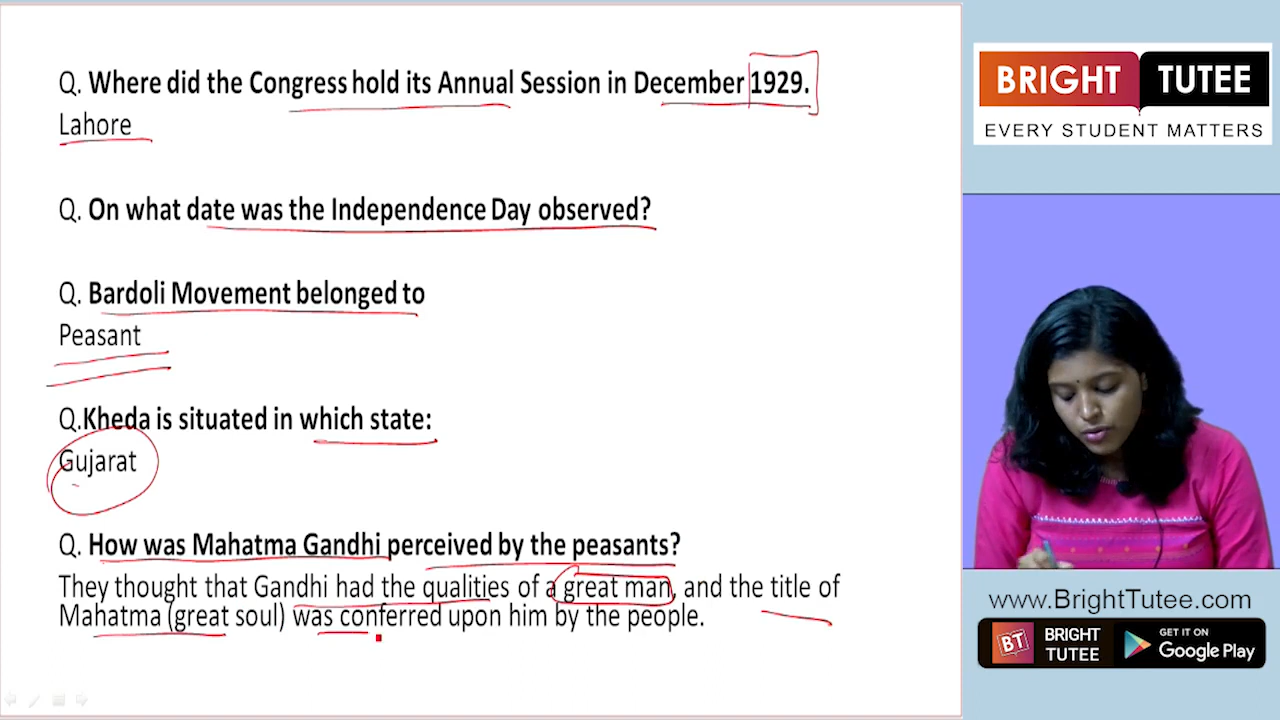 Q. Where did the Congress hold its Annual Session in December 1929.
Lahore
Q. On what date was the Independence Day observed?
Q. Bardoli Movement belonged to
Peasant
Q.Kheda is situated in which state:
Gujarat
Q. How was Mahatma Gandhi perceived by the peasants?
They thought that Gandhi had the qualities of a great man, and the title of
Mahatma (great soul) was conferred upon him by the people.
BRIGHT TUTEE
EVERY STUDENT MATTERS
www.BrightTutee.com
BT
BRIGHT
TUTEE
GET IT ON
Google Play